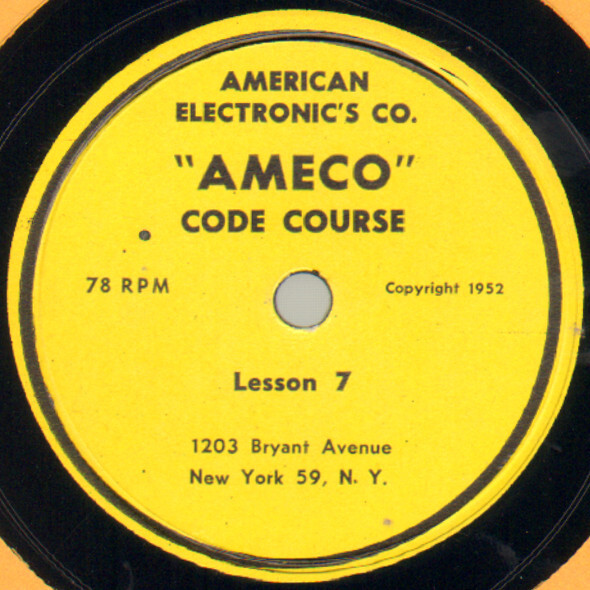 AMERICAN
ELECTRONIC'S CO.
"AMECO"
CODE COURSE
78 RPM
Copyright 1952
Lesson 7
1203 Bryant Avenue
New York 59, N. Y.